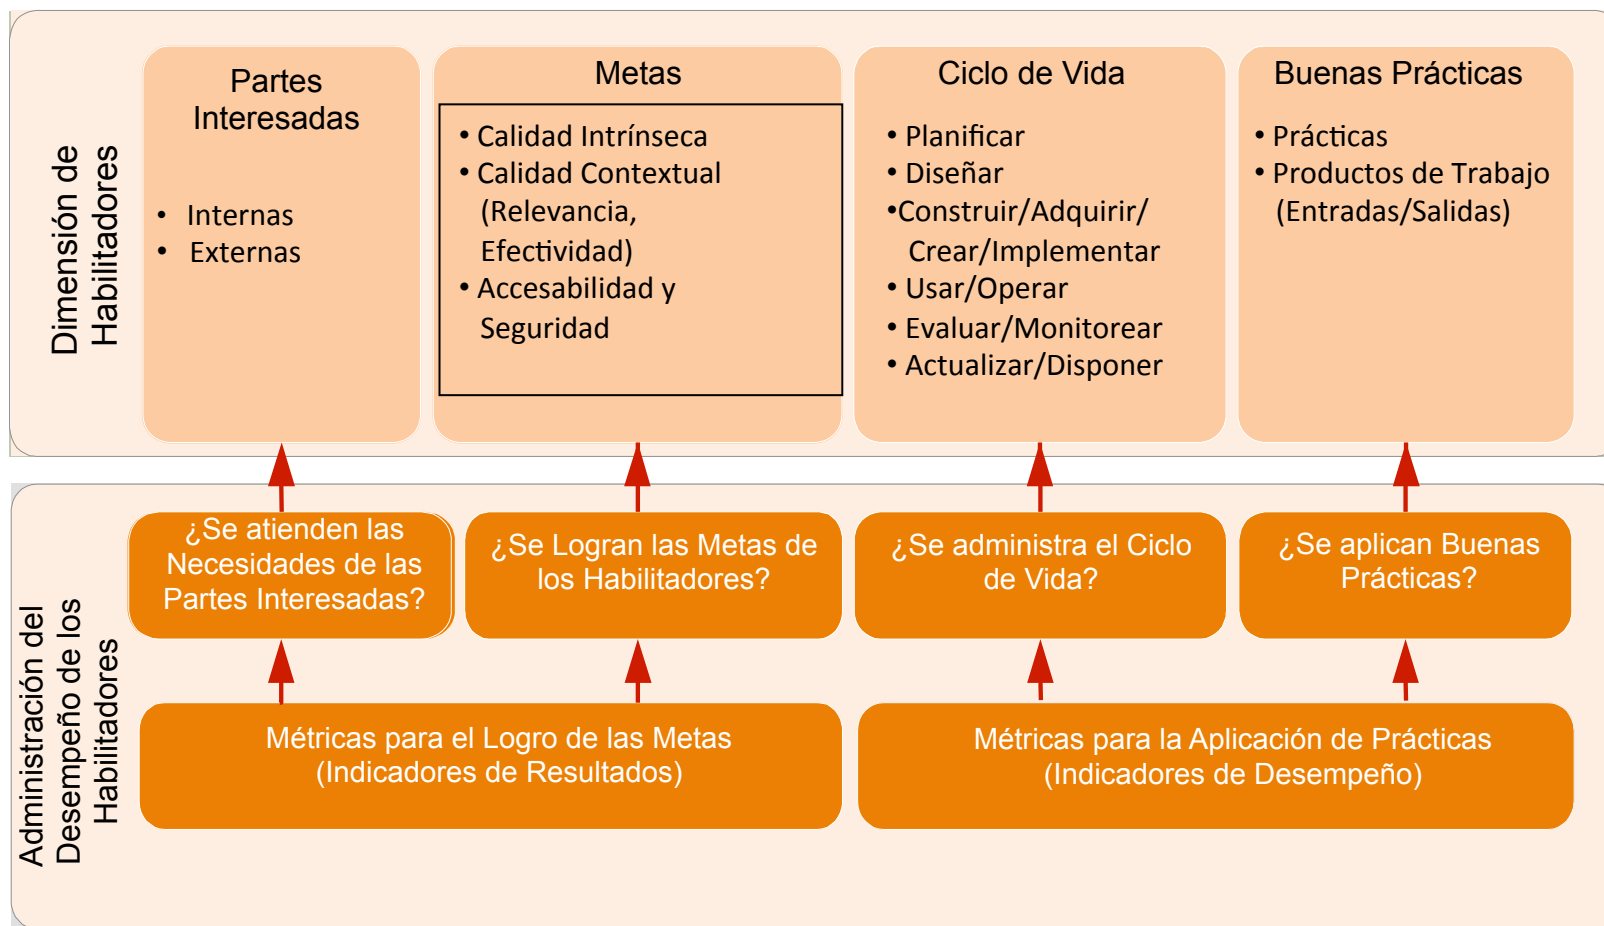 Dimensión de
Habilitadores
Partes
Interesadas
• Internas
• Externas
Metas
• Calidad Intrínseca
• Calidad Contextual
(Relevancia,
Efectividad)
• Accesabilidad y
Seguridad
Ciclo de Vida
• Planificar
• Diseñar
•Construir/Adquirir/
Crear/Implementar
• Usar/Operar
• Evaluar/Monitorear
• Actualizar/Disponer
Buenas Prácticas
• Prácticas
• Productos de Trabajo
(Entradas/Salidas)
Administración del
Desempeño de los
Habilitadores
¿Se atienden las
Necesidades de las
Partes Interesadas?
¿Se Logran las Metas de
los Habilitadores?
¿Se administra el Ciclo
de Vida?
¿Se aplican Buenas
Prácticas?
Métricas para el Logro de las Metas
(Indicadores de Resultados)
Métricas para la Aplicación de Prácticas
(Indicadores de Desempeño)